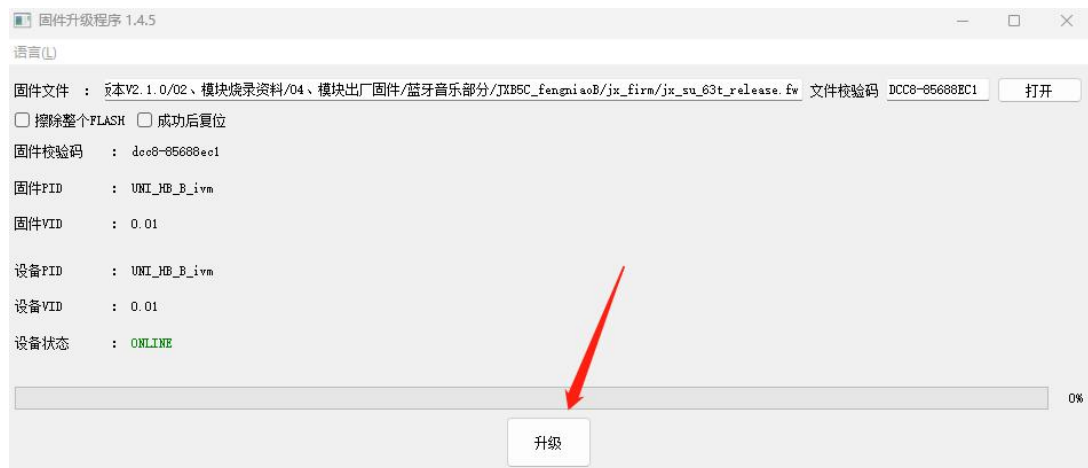 固件升级程序 1.4.5
语言(L)
固件文件 : 本V2.1.0/02、模块烧录资料/04、模块出厂固件/蓝牙音乐部分/JXB5C_fengniaoB/jx_firm/jx_su_63t_release.fw 文件校验码 DCC8-85688EC1 打开
擦除整个FLASH 成功后复位
固件校验码 : dcc8-85688ec1
固件PID : UNI_HB_B_ivm
固件VID : 0.01
设备PID : UNI_HB_B_ivm
设备VID : 0.01
设备状态 : ONLINE
0%
升级